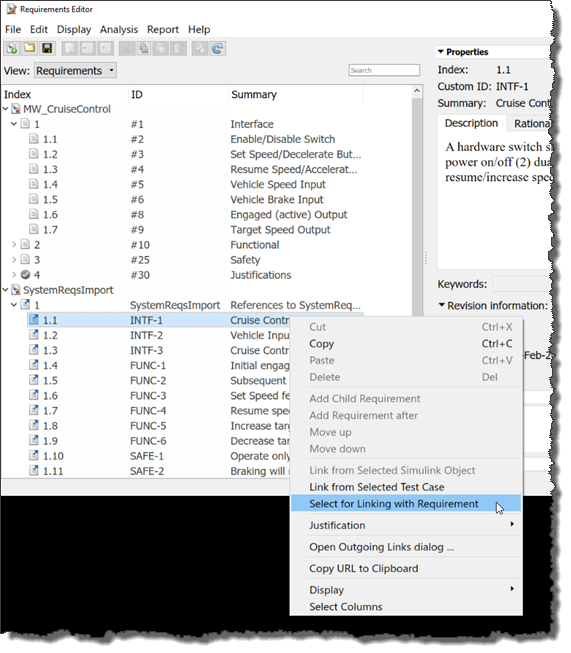 Requirements Editor
File Edit Display Analysis Report Help
View: Requirements
Search
Index ID Summary
MW_CruiseControl
1 #1 Interface
1.1 #2 Enable/Disable Switch
1.2 #3 Set Speed/Decelerate But...
1.3 #4 Resume Speed/Accelerat...
1.4 #5 Vehicle Speed Input
1.5 #6 Vehicle Brake Input
1.6 #8 Engaged (active) Output
1.7 #9 Target Speed Output
2 #10 Functional
3 #25 Safety
4 #30 Justifications
SystemReqsImport
1 SystemReqsImport References to SystemReq...
1.1 INTF-1 Cruise Contr
1.2 INTF-2 Vehicle Inpu
1.3 INTF-3 Cruise Contr
1.4 FUNC-1 Initial engag
1.5 FUNC-2 Subsequent
1.6 FUNC-3 Set Speed fe
1.7 FUNC-4 Resume spe
1.8 FUNC-5 Increase targ
1.9 FUNC-6 Decrease tar
1.10 SAFE-1 Operate only
1.11 SAFE-2 Braking will
Properties
Index: 1.1
Custom ID: INTF-1
Summary: Cruise Cont
Description Rationa
A hardware switch s
power on/off (2) dua
resume/increase spee
Keywords:
Revision information:
Feb-2
Cut Ctrl+X
Copy Ctrl+C
Paste Ctrl+V
Delete Del
Add Child Requirement
Add Requirement after
Move up
Move down
Link from Selected Simulink Object
Link from Selected Test Case
Select for Linking with Requirement
Justification
Open Outgoing Links dialog ...
Copy URL to Clipboard
Display
Select Columns